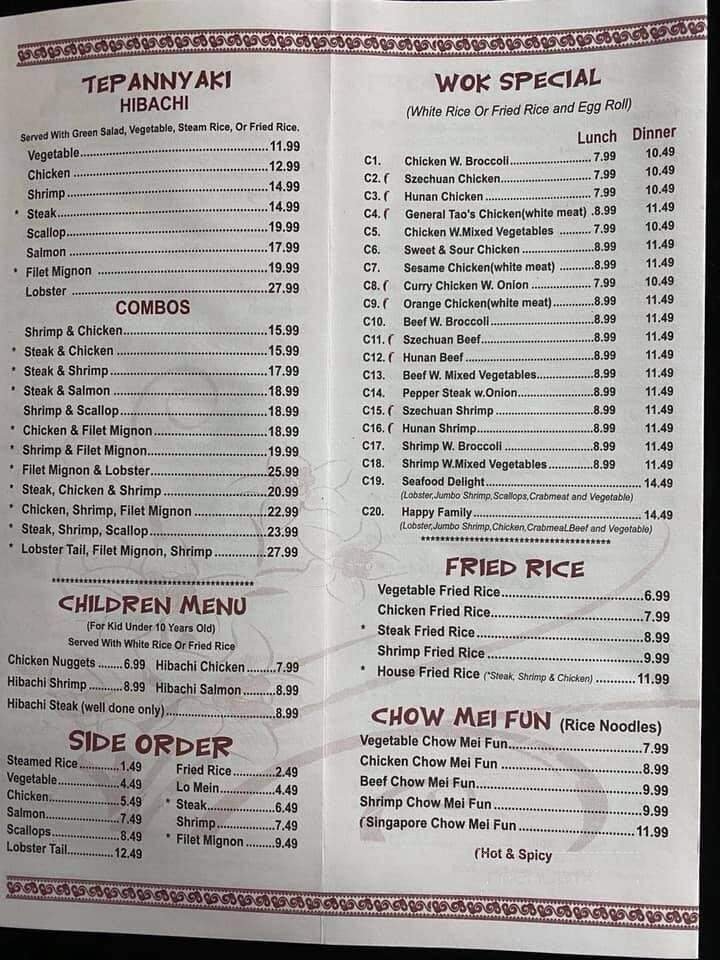 TEPANNYAKI
HIBACHI
Served With Green Salad, Vegetable, Steam Rice, Or Fried Rice.
Vegetable..........11.99
Chicken..........12.99
Shrimp..........14.99
* Steak..........14.99
Scallop..........19.99
Salmon..........17.99
* Filet Mignon..........19.99
Lobster..........27.99
COMBOS
Shrimp & Chicken..........15.99
* Steak & Chicken..........15.99
* Steak & Shrimp..........17.99
* Steak & Salmon..........18.99
Shrimp & Scallop..........18.99
* Chicken & Filet Mignon..........18.99
* Shrimp & Filet Mignon..........19.99
* Filet Mignon & Lobster..........25.99
* Steak, Chicken & Shrimp..........20.99
* Chicken, Shrimp, Filet Mignon..........22.99
* Steak, Shrimp, Scallop..........23.99
* Lobster Tail, Filet Mignon, Shrimp..........27.99
******************************************
CHILDREN MENU
(For Kid Under 10 Years Old)
Served With White Rice Or Fried Rice
Chicken Nuggets ........6.99 Hibachi Chicken .........7.99
Hibachi Shrimp ..........8.99 Hibachi Salmon ..........8.99
Hibachi Steak (well done only)..........8.99
SIDE ORDER
Steamed Rice..........1.49 Fried Rice..........2.49
Vegetable..........4.49 Lo Mein..........4.49
Chicken..........5.49 * Steak..........6.49
Salmon..........7.49 Shrimp..........7.49
Scallops..........8.49 * Filet Mignon..........9.49
Lobster Tail..........12.49
WOK SPECIAL
(White Rice Or Fried Rice and Egg Roll)
Lunch Dinner
C1. Chicken W. Broccoli..........7.99 10.49
C2. ( Szechuan Chicken..........7.99 10.49
C3. ( Hunan Chicken..........7.99 10.49
C4. ( General Tao's Chicken(white meat) .8.99 11.49
C5. Chicken W.Mixed Vegetables ..........7.99 10.49
C6. Sweet & Sour Chicken ..........8.99 11.49
C7. Sesame Chicken(white meat) ..........8.99 11.49
C8. ( Curry Chicken W. Onion ..........7.99 10.49
C9. ( Orange Chicken(white meat)..........8.99 11.49
C10. Beef W. Broccoli..........8.99 11.49
C11. ( Szechuan Beef..........8.99 11.49
C12. ( Hunan Beef ..........8.99 11.49
C13. Beef W. Mixed Vegetables..........8.99 11.49
C14. Pepper Steak w.Onion..........8.99 11.49
C15. ( Szechuan Shrimp ..........8.99 11.49
C16. ( Hunan Shrimp..........8.99 11.49
C17. Shrimp W. Broccoli ..........8.99 11.49
C18. Shrimp W.Mixed Vegetables..........8.99 11.49
C19. Seafood Delight..........14.49
(Lobster,Jumbo Shrimp,Scallops,Crabmeat and Vegetable)
C20. Happy Family..........14.49
(Lobster,Jumbo Shrimp,Chicken,Crabmeat,Beef and Vegetable)
***************************************
FRIED RICE
Vegetable Fried Rice..........6.99
Chicken Fried Rice..........7.99
* Steak Fried Rice..........8.99
Shrimp Fried Rice ..........9.99
* House Fried Rice (*Steak, Shrimp & Chicken) ..........11.99
CHOW MEI FUN (Rice Noodles)
Vegetable Chow Mei Fun..........7.99
Chicken Chow Mei Fun ..........8.99
Beef Chow Mei Fun..........9.99
Shrimp Chow Mei Fun ..........9.99
(Singapore Chow Mei Fun..........11.99
(Hot & Spicy